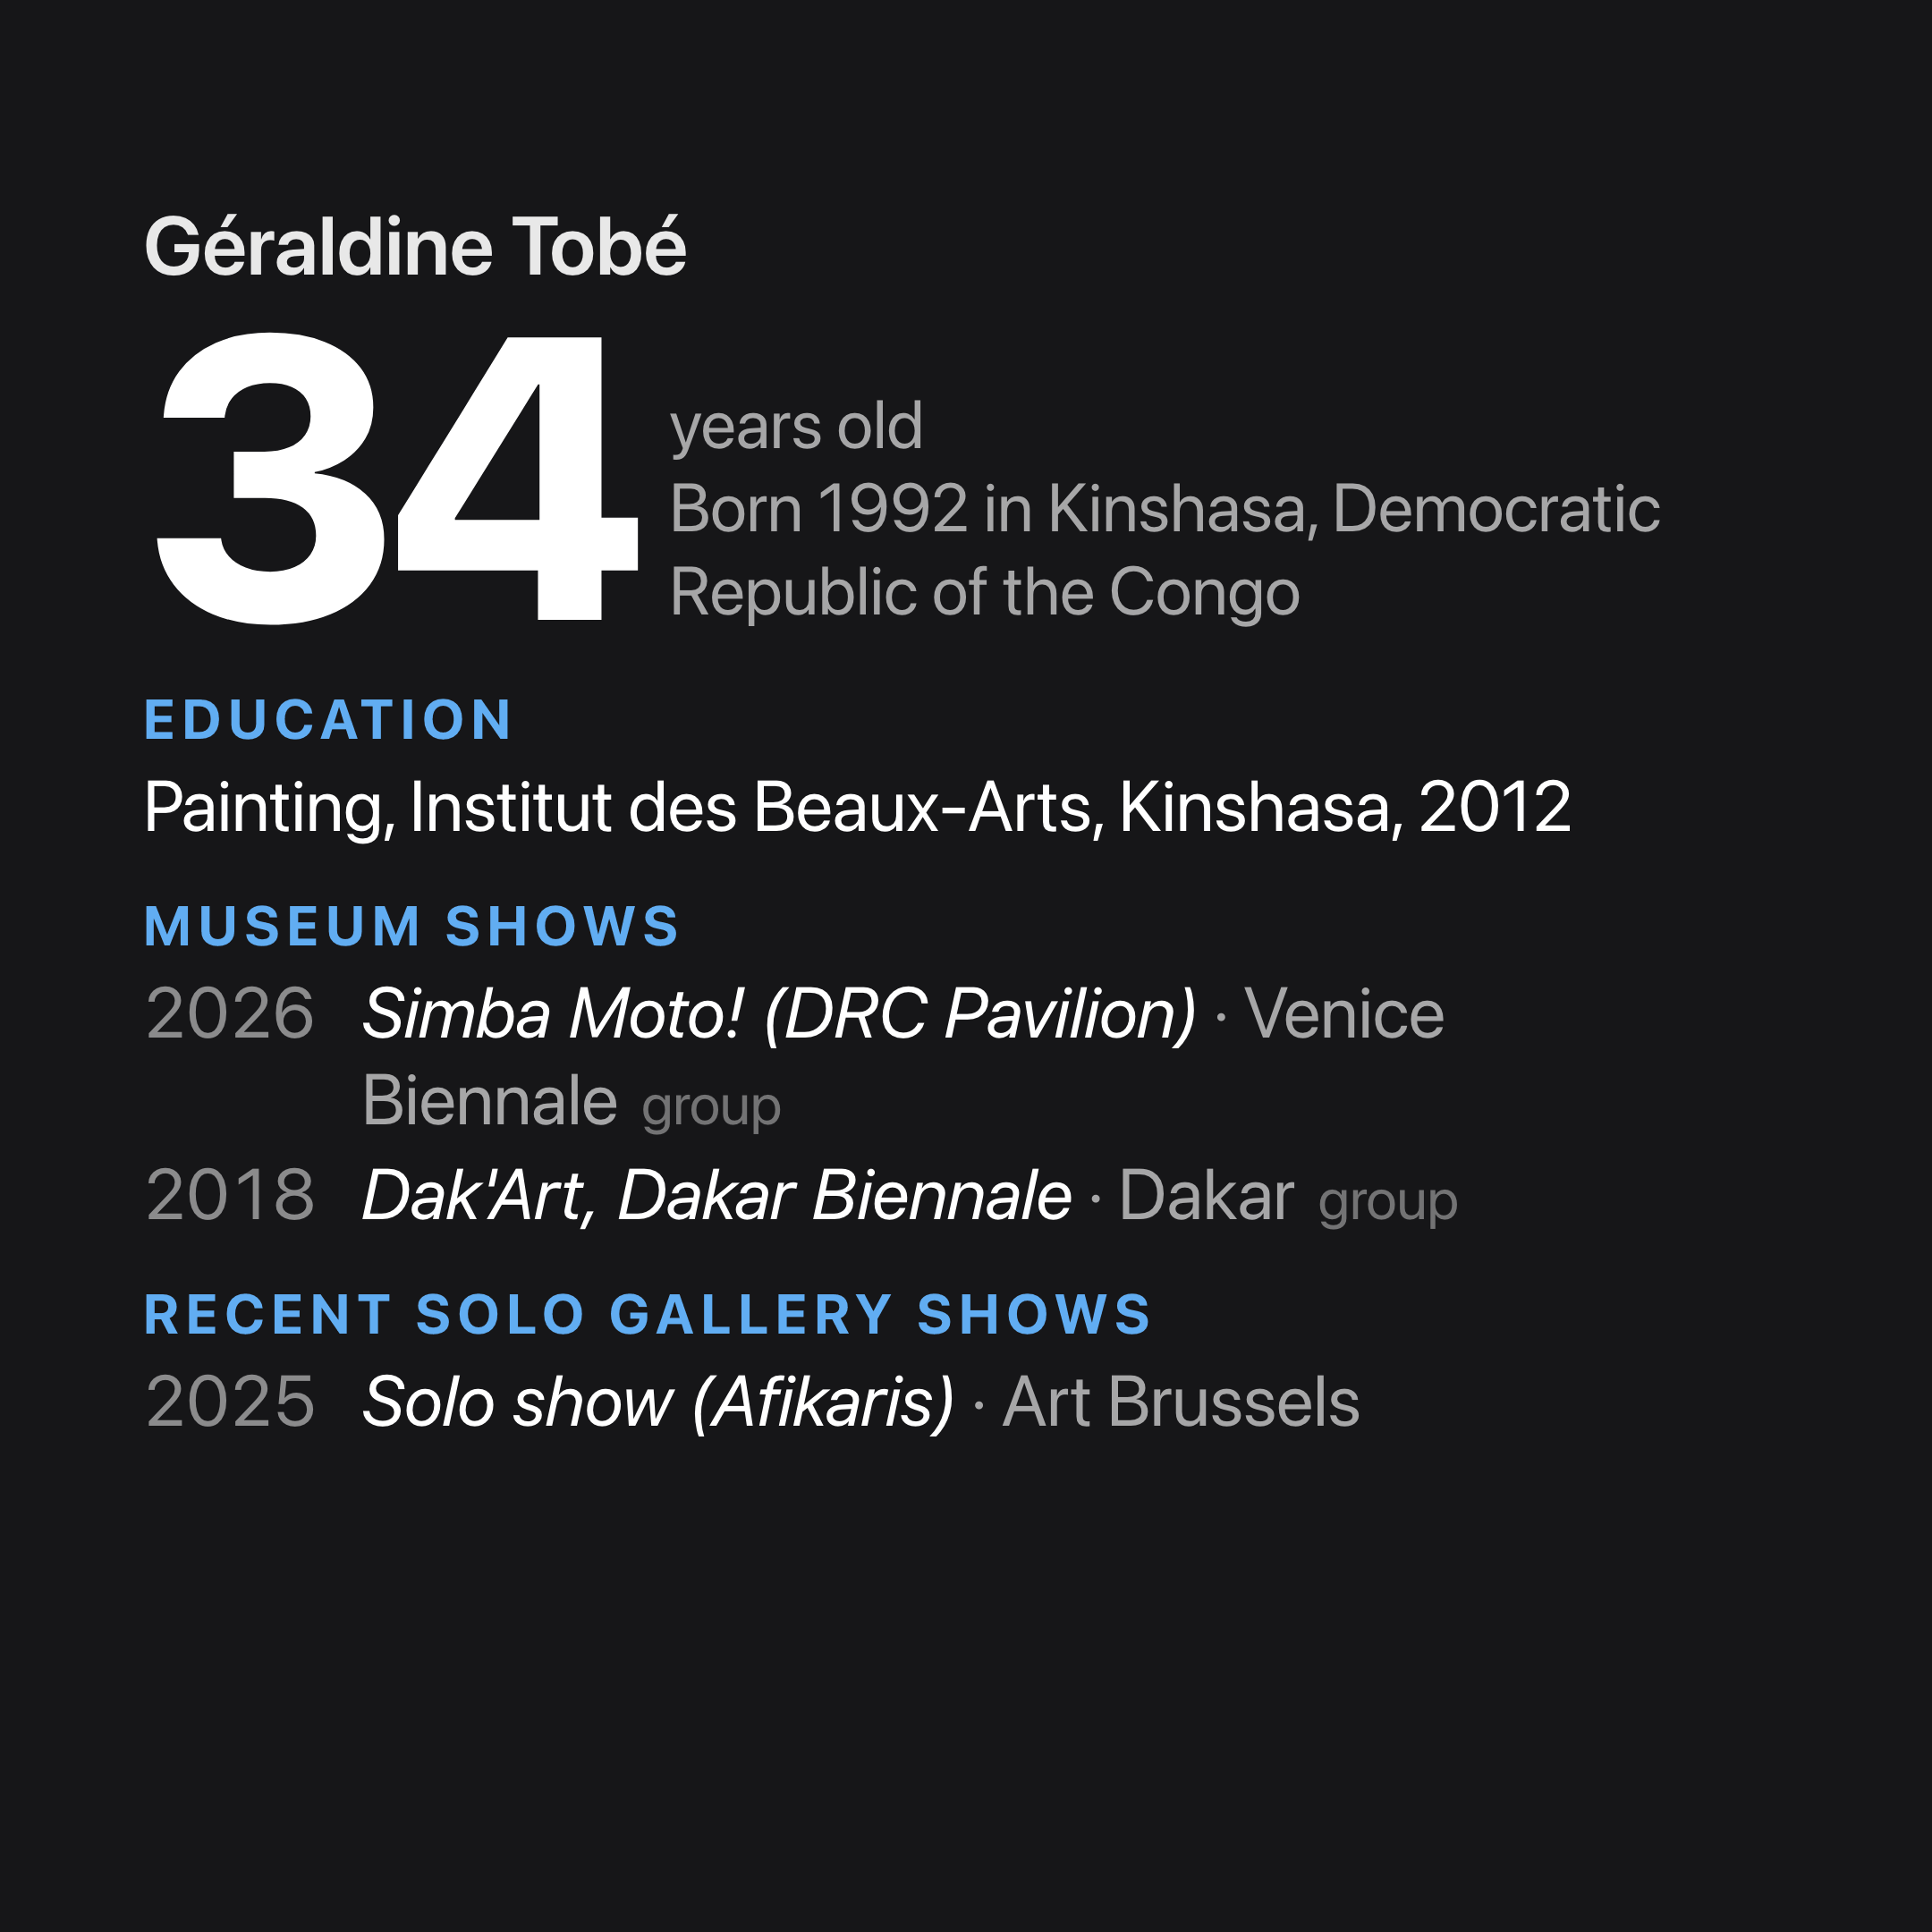 Géraldine Tobé
34
years old
Born 1992 in Kinshasa, Democratic
Republic of the Congo
EDUCATION
Painting, Institut des Beaux-Arts, Kinshasa, 2012
MUSEUM SHOWS
2026 Simba Moto! (DRC Pavilion) · Venice
Biennale group
2018 Dak'Art, Dakar Biennale · Dakar group
RECENT SOLO GALLERY SHOWS
2025 Solo show (Afikaris) · Art Brussels